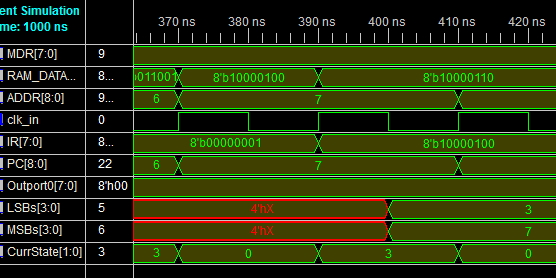 ent Simulation
me: 1000 ns
370 ns 380 ns 390 ns 400 ns 410 ns 420 ns
MDR[7:0] 9
RAM_DATA... 8... b011001 8'b10000100 8'b10000110
ADDR[8:0] 9... 6 7
clk_in 0
IR[7:0] 8... 8'b00000001 8'b10000100
PC[8:0] 22 6 7
Outport0[7:0] 8'h00
LSBs[3:0] 5 4'hX 3
MSBs[3:0] 6 4'hX 7
CurrState[1:0] 3 3 0 3 0